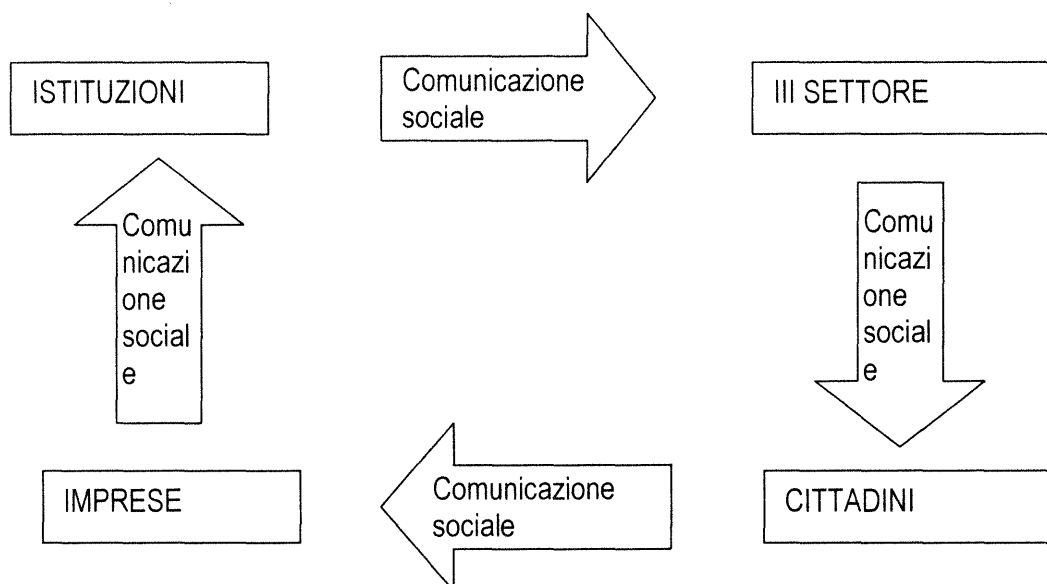 ISTITUZIONI
Comunicazione
sociale
III SETTORE
Comu
nicazi
one
social
e
Comu
nicazi
one
social
e
IMPRESE
Comunicazione
sociale
CITTADINI